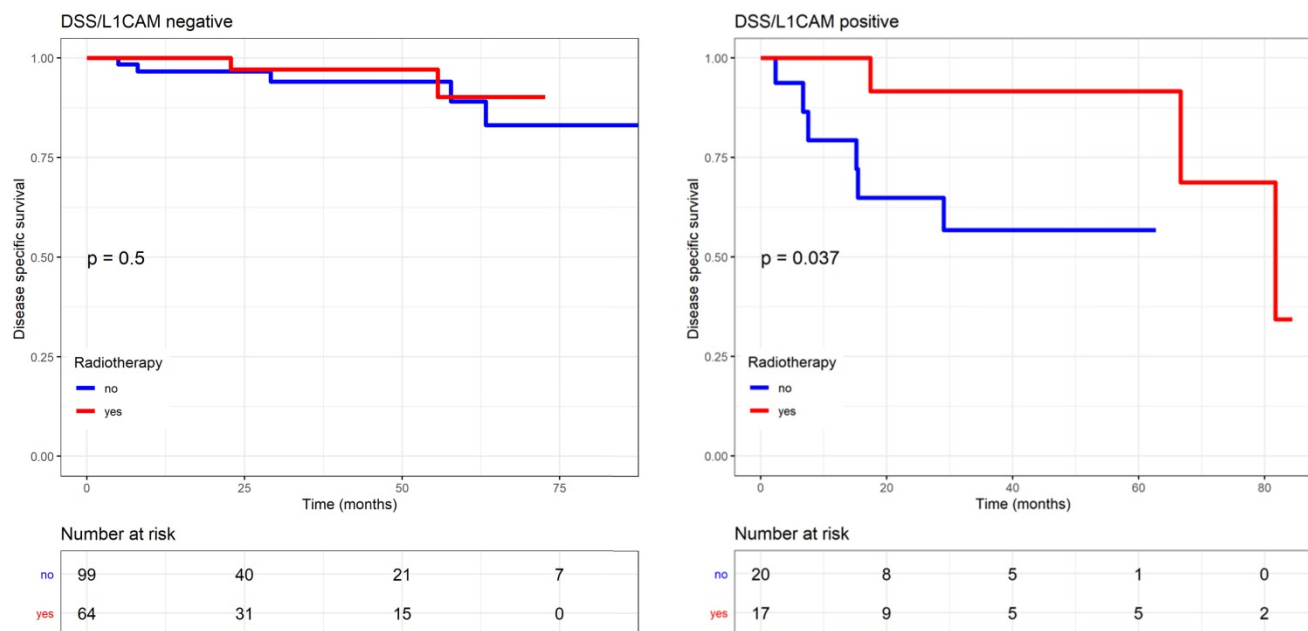 DSS/L1CAM negative
1.00
0.75
0.50
0.25
0.00
Disease specific survival
p = 0.5
Radiotherapy
no
yes
0 25 50 75
Time (months)
Number at risk
no 99 40 21 7
yes 64 31 15 0
DSS/L1CAM positive
1.00
0.75
0.50
0.25
0.00
Disease specific survival
p = 0.037
Radiotherapy
no
yes
0 20 40 60 80
Time (months)
Number at risk
no 20 8 5 1 0
yes 17 9 5 5 2